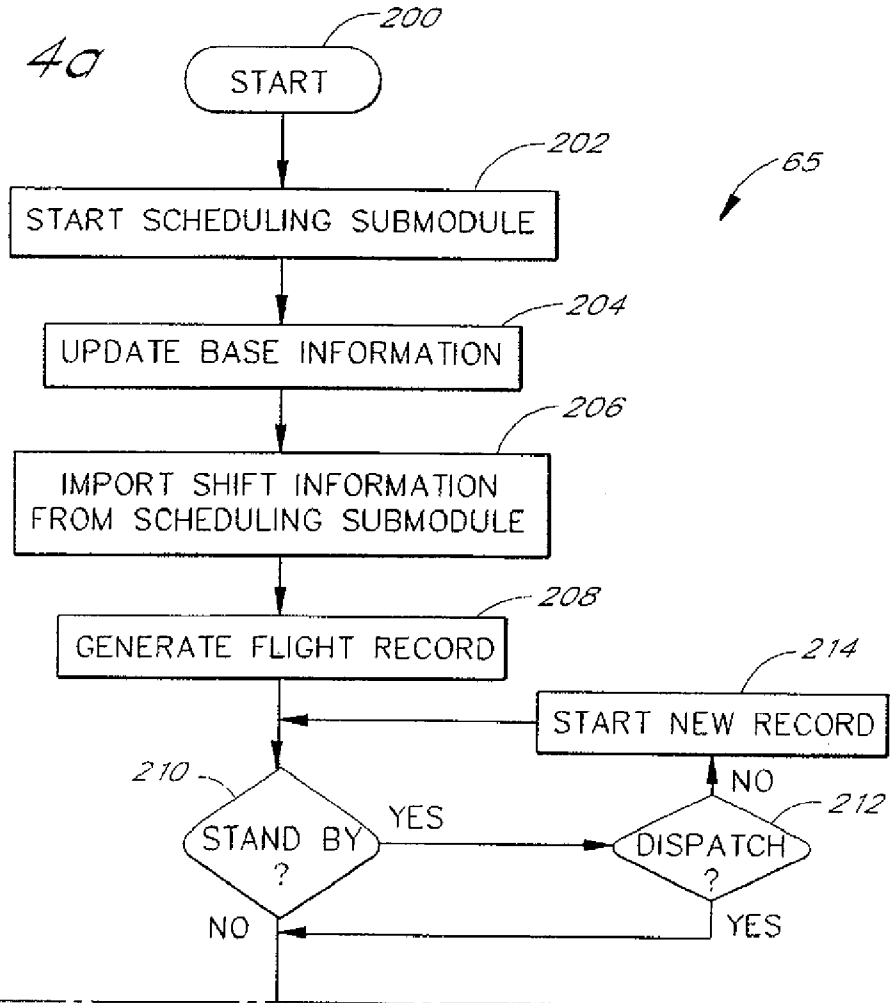 4a
200
START
202
65
START SCHEDULING SUBMODULE
204
UPDATE BASE INFORMATION
206
IMPORT SHIFT INFORMATION
FROM SCHEDULING SUBMODULE
208
GENERATE FLIGHT RECORD
214
START NEW RECORD
210
NO
212
STAND BY
?
YES
DISPATCH
?
NO
YES